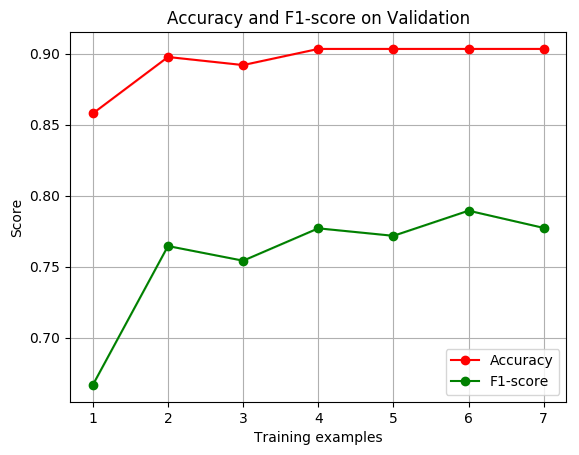 Accuracy and F1-score on Validation
0.90
0.85
0.80
0.75
0.70
Score
1 2 3 4 5 6 7
Training examples
Accuracy
F1-score